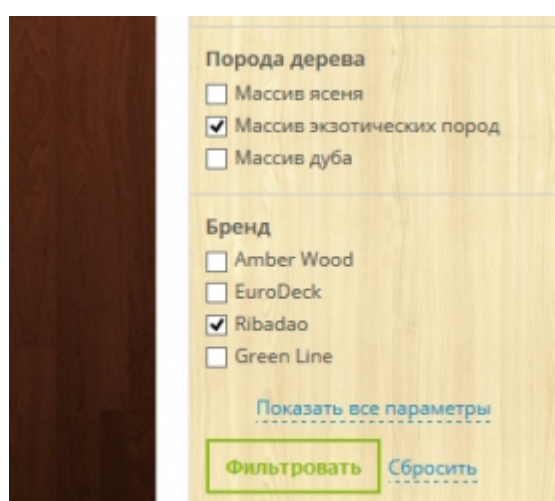 Порода дерева
Массив ясеня
Массив экзотических пород
Массив дуба
Бренд
Amber Wood
EuroDeck
Ribadao
Green Line
Показать все параметры
Фильтровать Сбросить